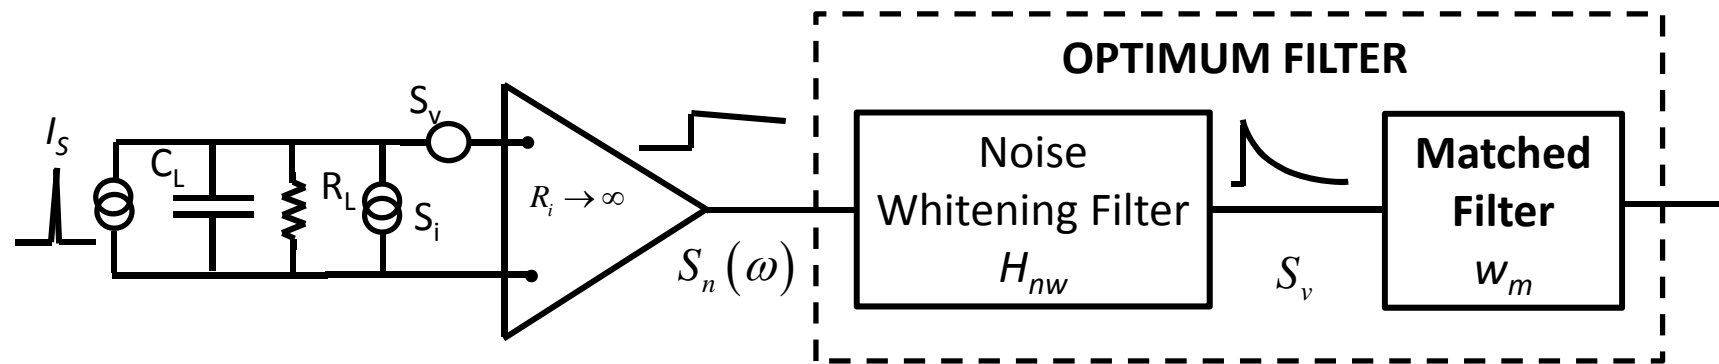 OPTIMUM FILTER
I_S
C_L
R_L
S_i
S_v
R_i → ∞
S_n (ω)
Noise
Whitening Filter
H_nw
S_v
Matched
Filter
w_m